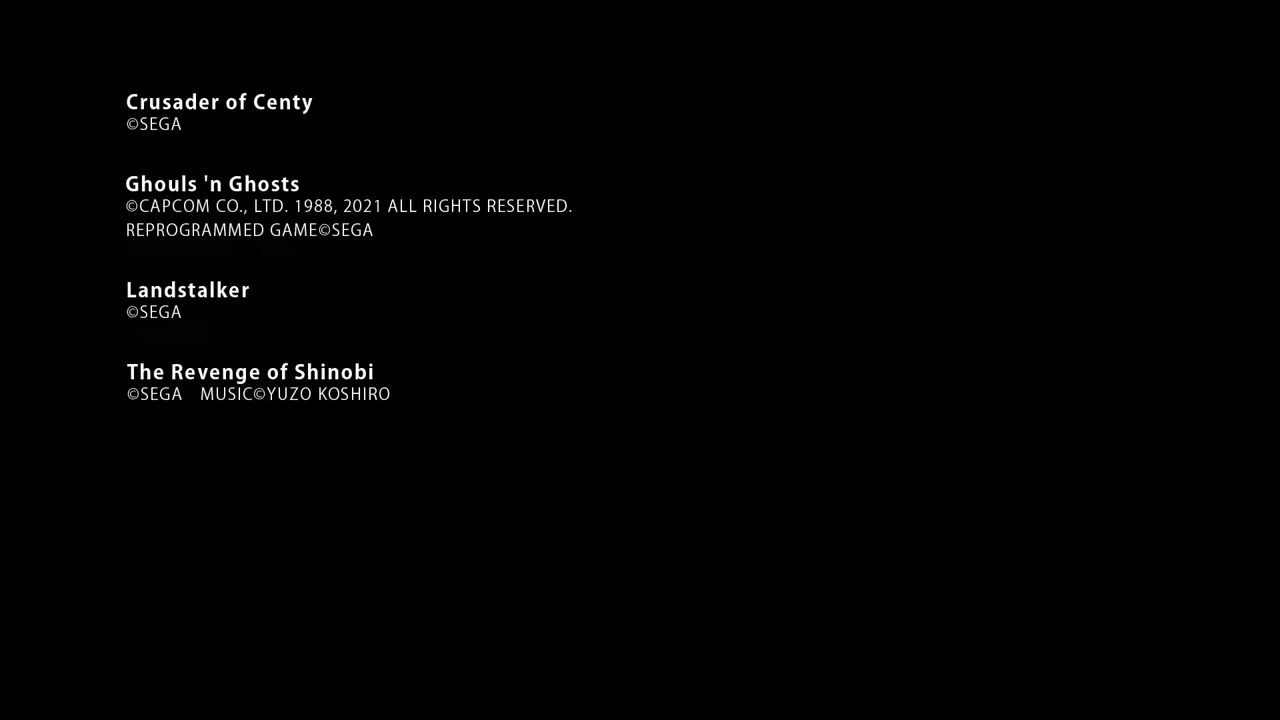 Crusader of Centy
©SEGA
Ghouls 'n Ghosts
©CAPCOM CO., LTD. 1988, 2021 ALL RIGHTS RESERVED.
REPROGRAMMED GAME©SEGA
Landstalker
©SEGA
The Revenge of Shinobi
©SEGA　MUSIC©YUZO KOSHIRO